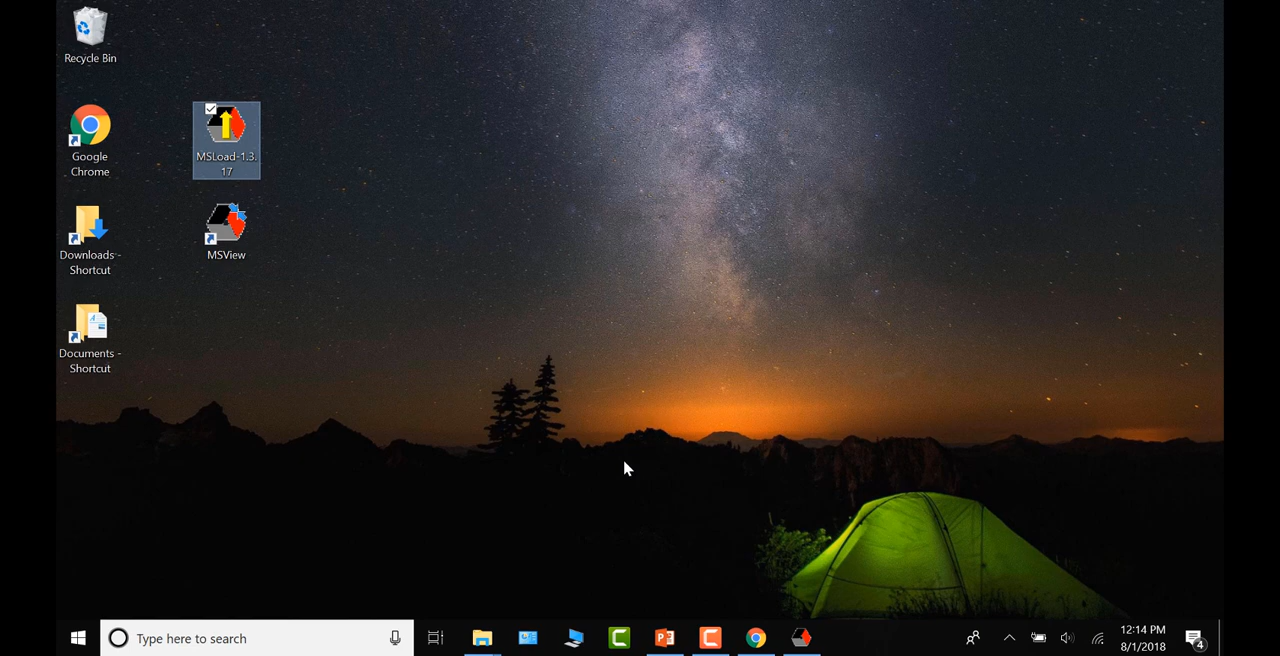 Recycle Bin
Google
Chrome
MSLoad-1.3.
17
Downloads -
Shortcut
MSView
Documents -
Shortcut
Type here to search
12:14 PM
8/1/2018
4